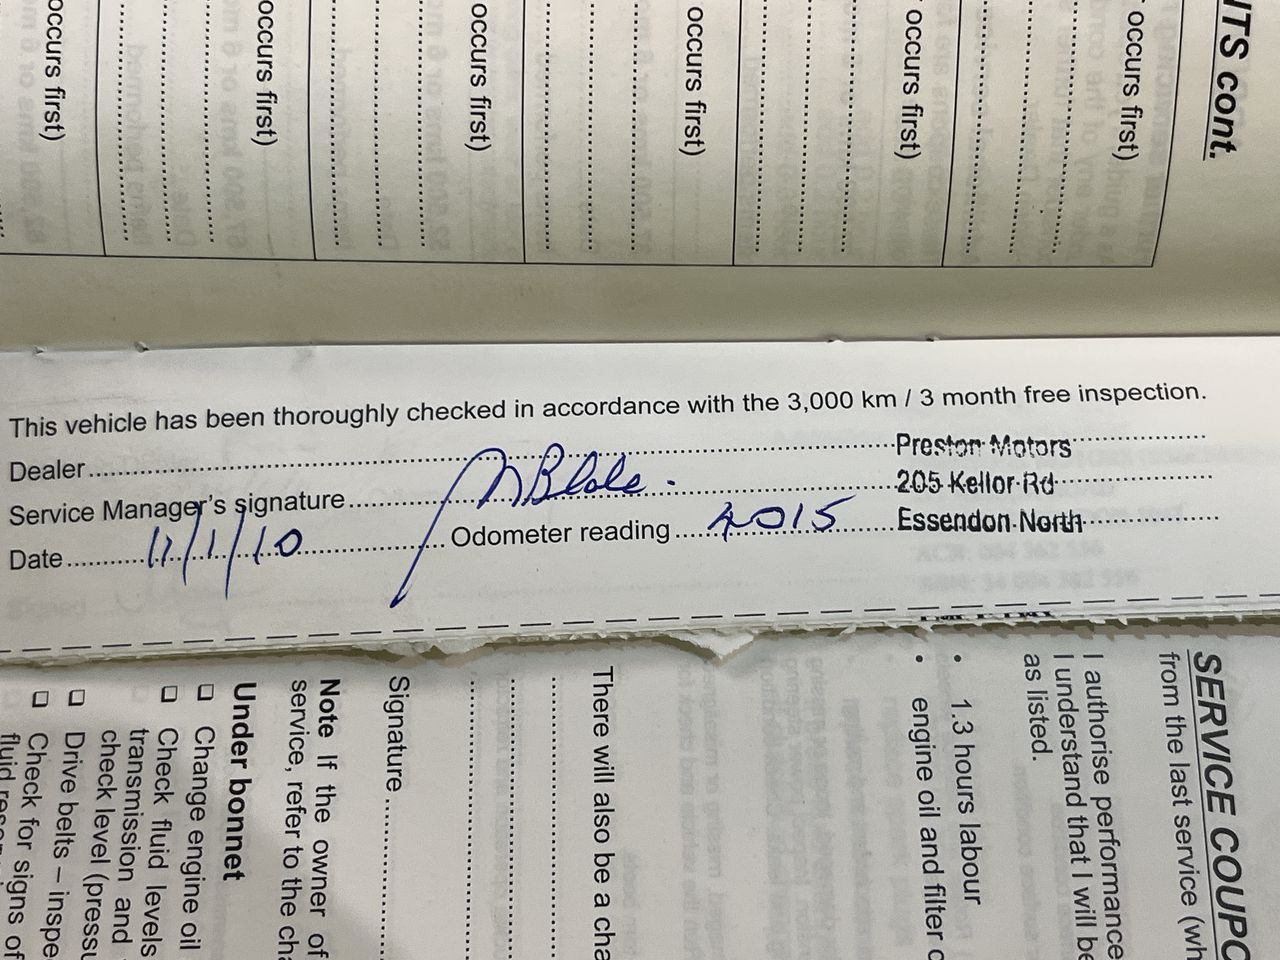 NTS cont.
occurs first)
occurs first)
occurs first)
occurs first)
occurs first)
occurs first)
This vehicle has been thoroughly checked in accordance with the 3,000 km / 3 month free inspection.
Dealer Preston Motors
Service Manager's signature 205 Kellor Rd
Date 11/1/10 Odometer reading 4015 Essendon North
SERVICE COUPO
from the last service (wh
I authorise performance
I understand that I will be
as listed.
• 1.3 hours labour
• engine oil and filter c
There will also be a cha
Signature
Note If the owner of
service, refer to the cha
Under bonnet
❑ Change engine oil
❑ Check fluid levels
transmission and
check level (pressu
❑ Drive belts – inspe
❑ Check for signs of